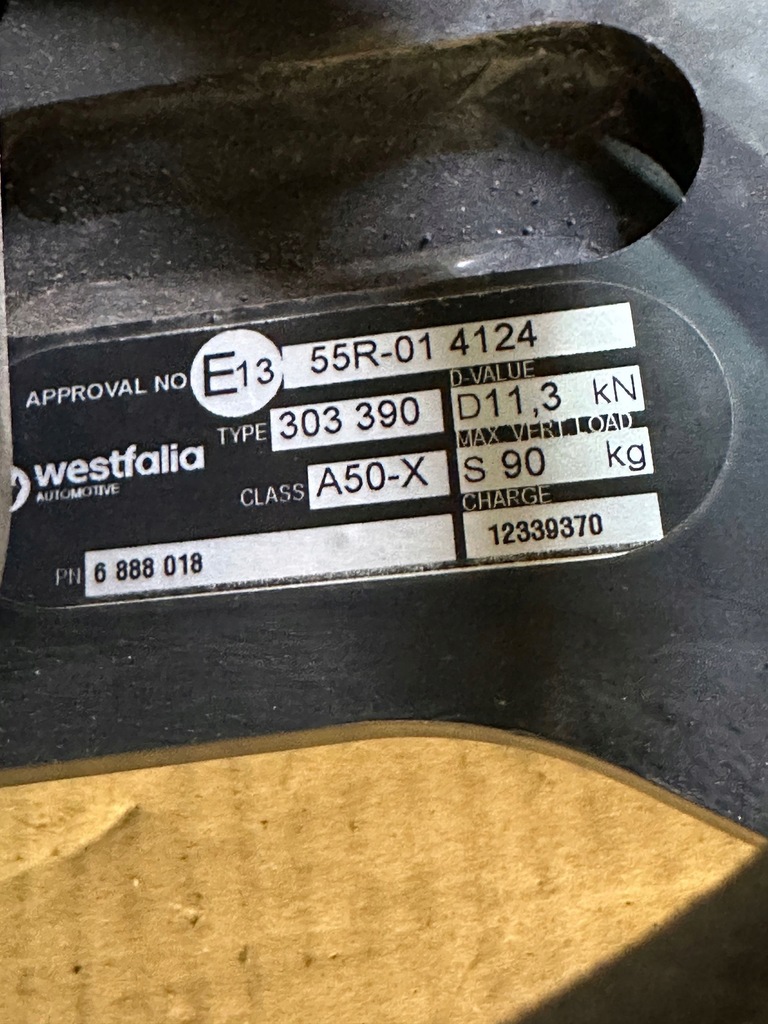 APPROVAL NO E13 55R-01 4124
TYPE 303 390
D-VALUE
D11,3 kN
westfalia
AUTOMOTIVE
CLASS A50-X
MAX VERT.LOAD
S 90 kg
CHARGE
12339370
PN 6 888 018